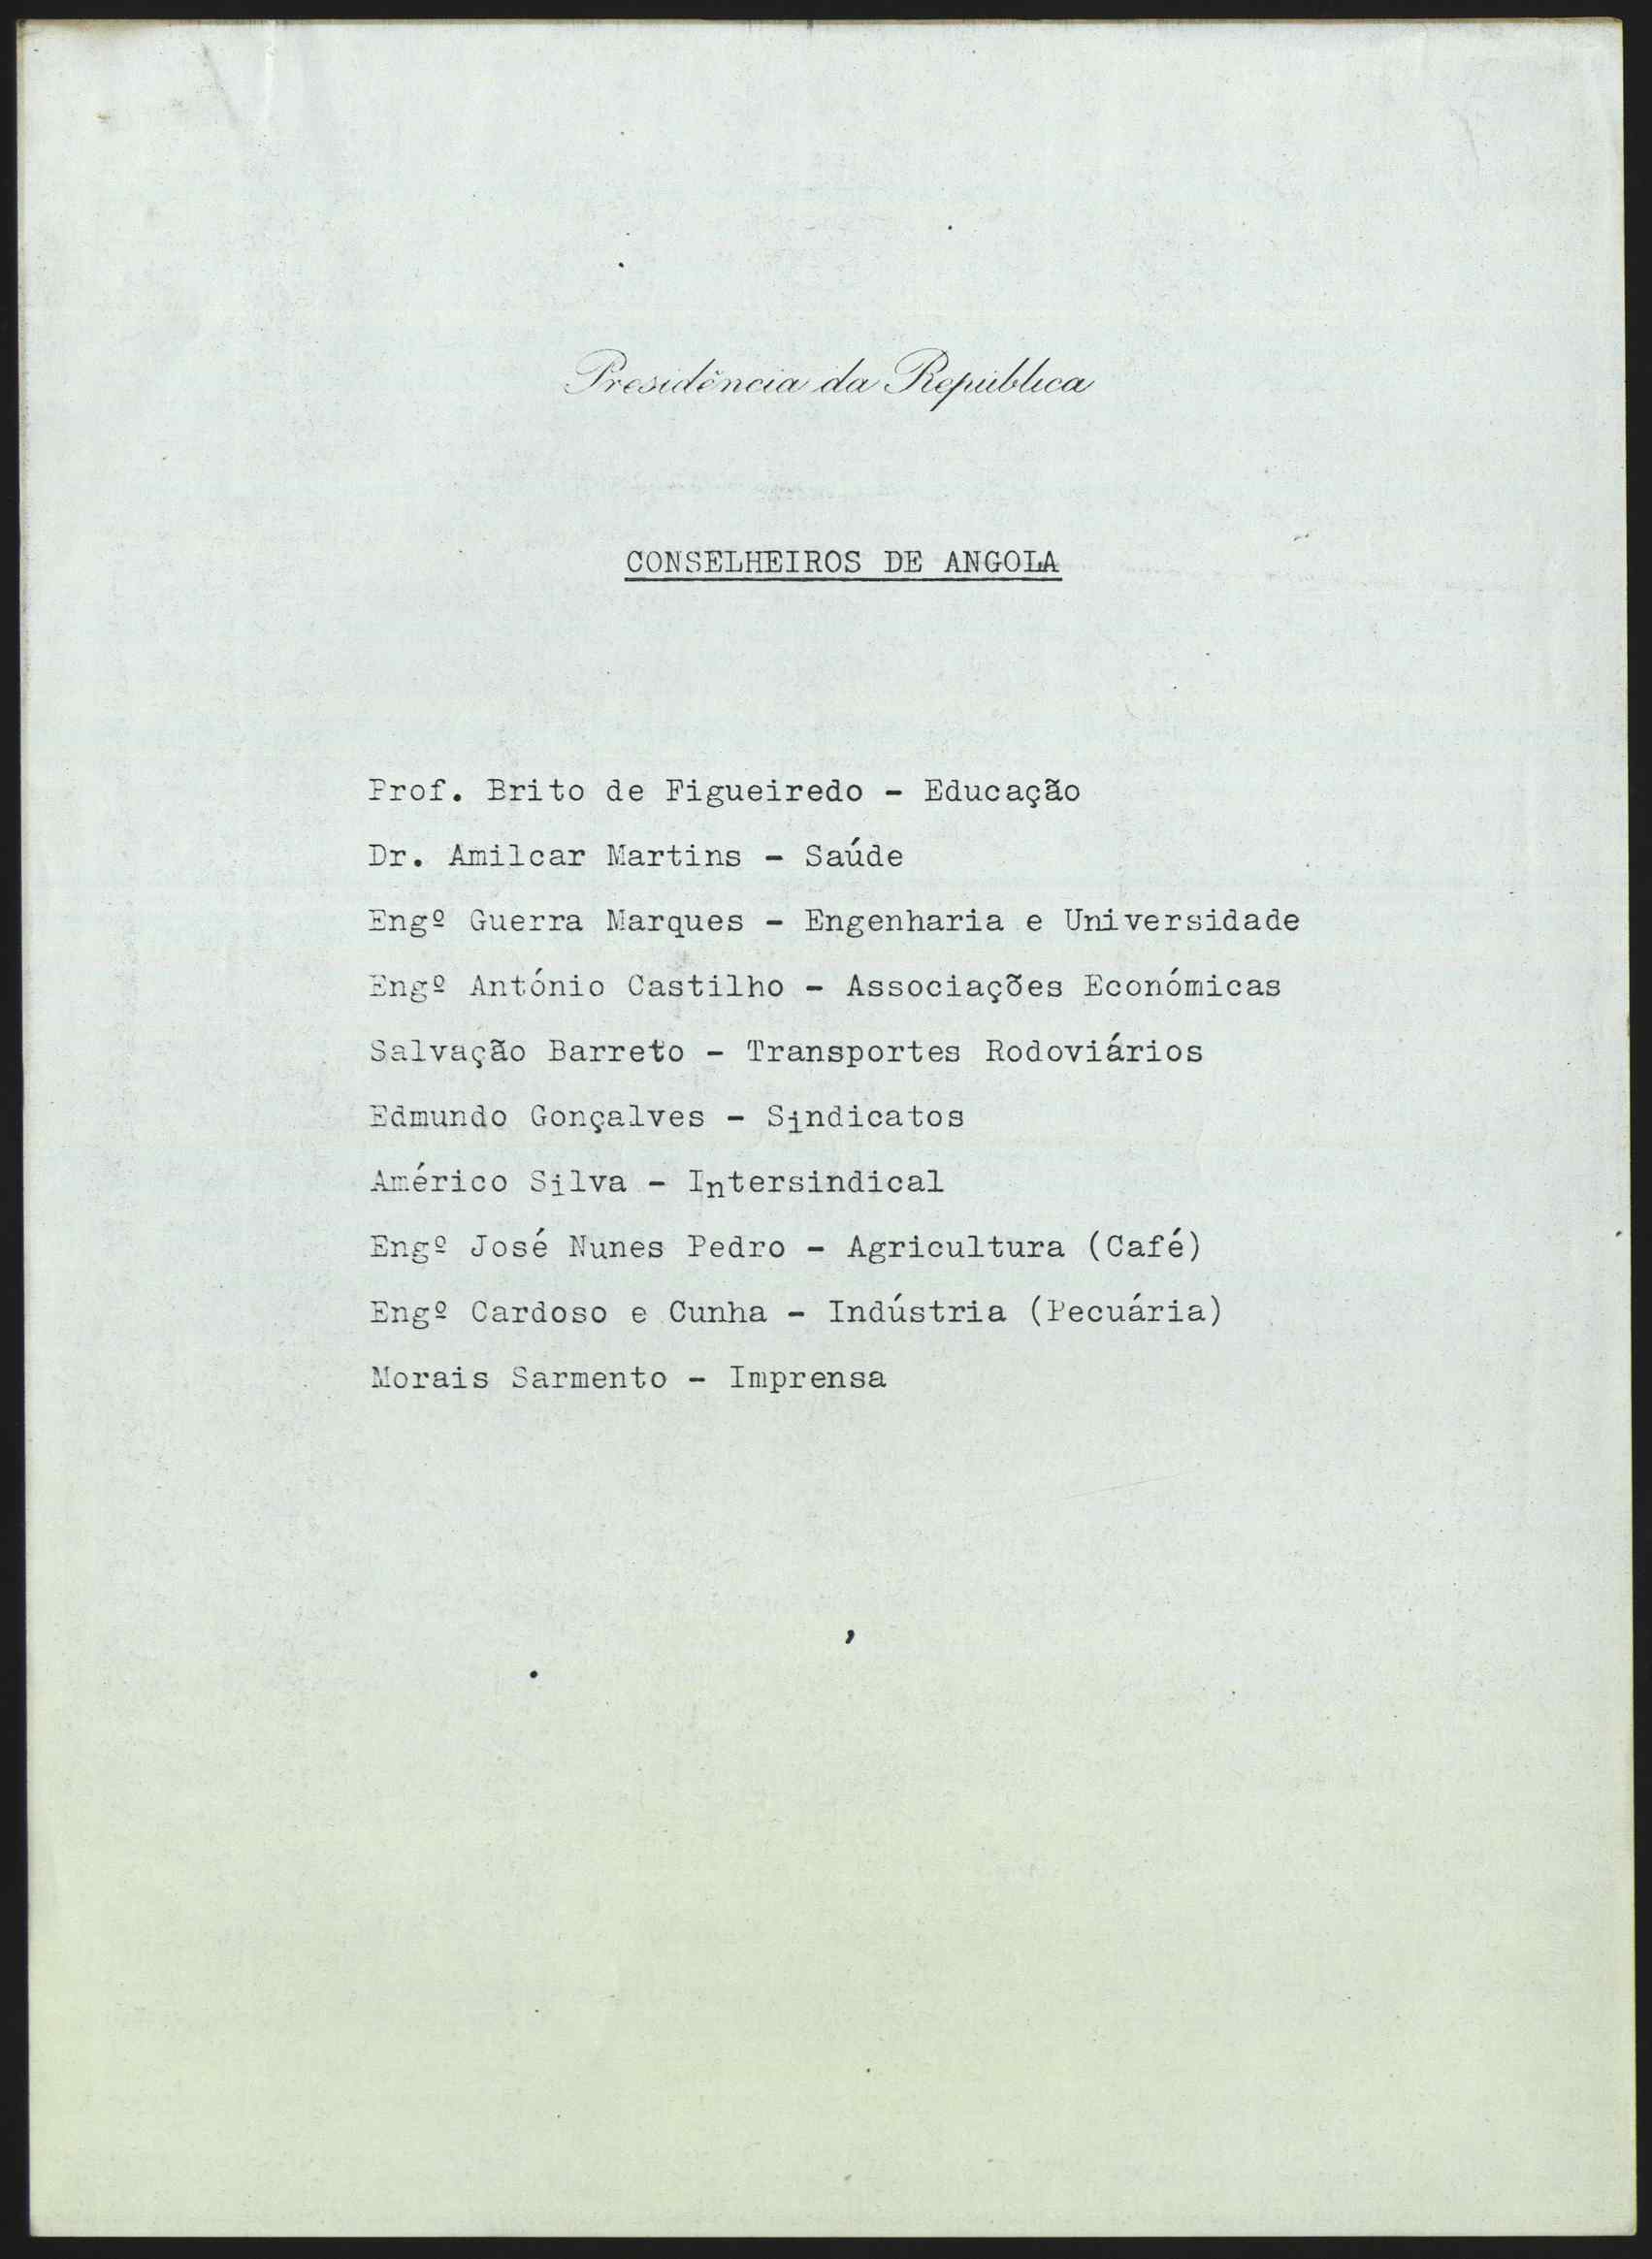 Presidência da República
CONSELHEIROS DE ANGOLA
Prof. Brito de Figueiredo - Educação
Dr. Amilcar Martins - Saúde
Engº Guerra Marques - Engenharia e Universidade
Engº António Castilho - Associações Económicas
Salvação Barreto - Transportes Rodoviários
Edmundo Gonçalves - Sindicatos
Américo Silva - Intersindical
Engº José Nunes Pedro - Agricultura (Café)
Engº Cardoso e Cunha - Indústria (Pecuária)
Morais Sarmento - Imprensa